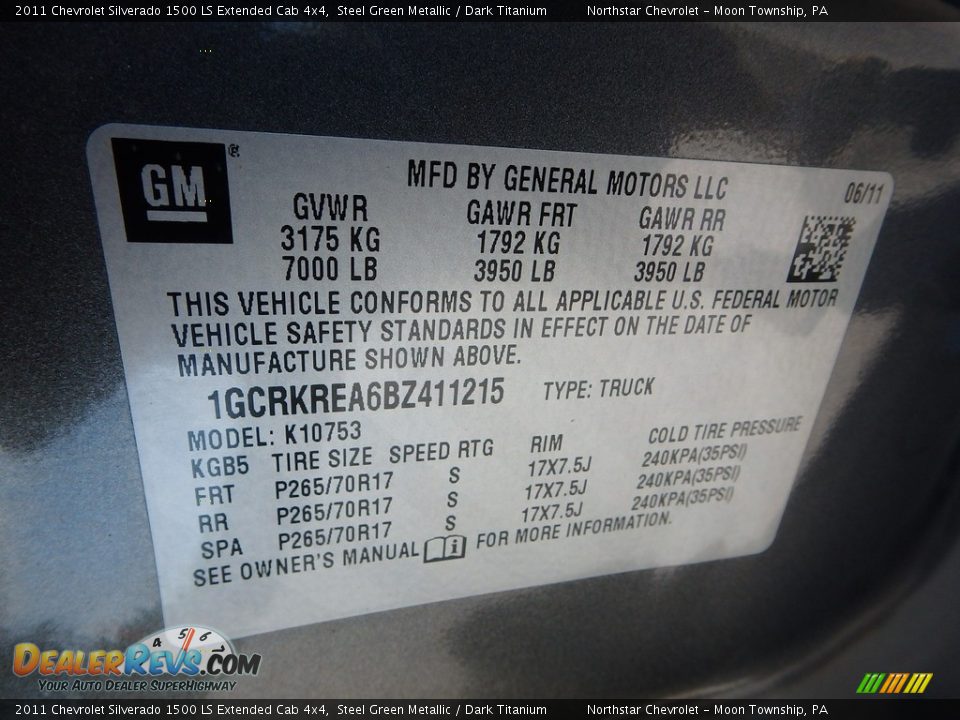 2011 Chevrolet Silverado 1500 LS Extended Cab 4x4, Steel Green Metallic / Dark Titanium Northstar Chevrolet - Moon Township, PA
GM®
MFD BY GENERAL MOTORS LLC 06/11
GVWR GAWR FRT GAWR RR
3175 KG 1792 KG 1792 KG
7000 LB 3950 LB 3950 LB
THIS VEHICLE CONFORMS TO ALL APPLICABLE U.S. FEDERAL MOTOR
VEHICLE SAFETY STANDARDS IN EFFECT ON THE DATE OF
MANUFACTURE SHOWN ABOVE.
1GCRKREA6BZ411215 TYPE: TRUCK
MODEL: K10753
KGB5 TIRE SIZE SPEED RTG RIM COLD TIRE PRESSURE
FRT P265/70R17 S 17X7.5J 240KPA(35PSI)
RR P265/70R17 S 17X7.5J 240KPA(35PSI)
SPA P265/70R17 S 17X7.5J 240KPA(35PSI)
SEE OWNER'S MANUAL i FOR MORE INFORMATION.
4 5 6 7
DealerRevs.com
Your Auto Dealer SuperHighway
2011 Chevrolet Silverado 1500 LS Extended Cab 4x4, Steel Green Metallic / Dark Titanium Northstar Chevrolet - Moon Township, PA